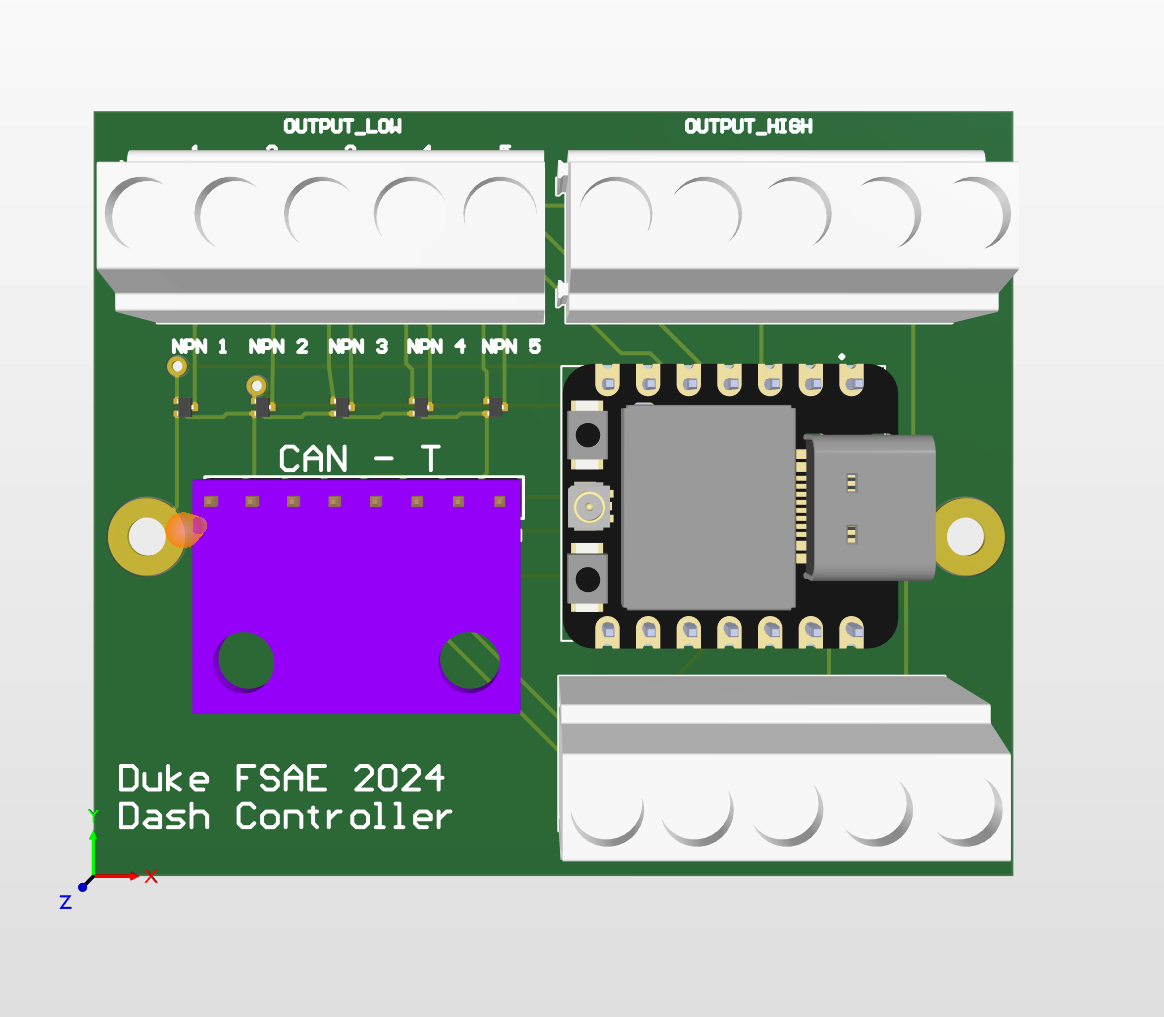 OUTPUT_LOW OUTPUT_HIGH
NPN 1 NPN 2 NPN 3 NPN 4 NPN 5
CAN - T
Duke FSAE 2024
Dash Controller
Y
X
Z